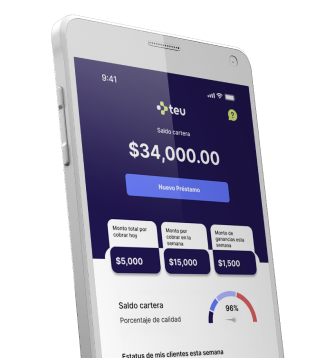 9:41
teu
?
Saldo cartera
$34,000.00
Nuevo Préstamo
Monto total por
cobrar hoy
$5,000
Monto por
cobrar en la
semana
$15,000
Monto de
ganancias esta
semana
$1,500
Saldo cartera
Porcentaje de calidad
96%
Estatus de mis clientes esta semana